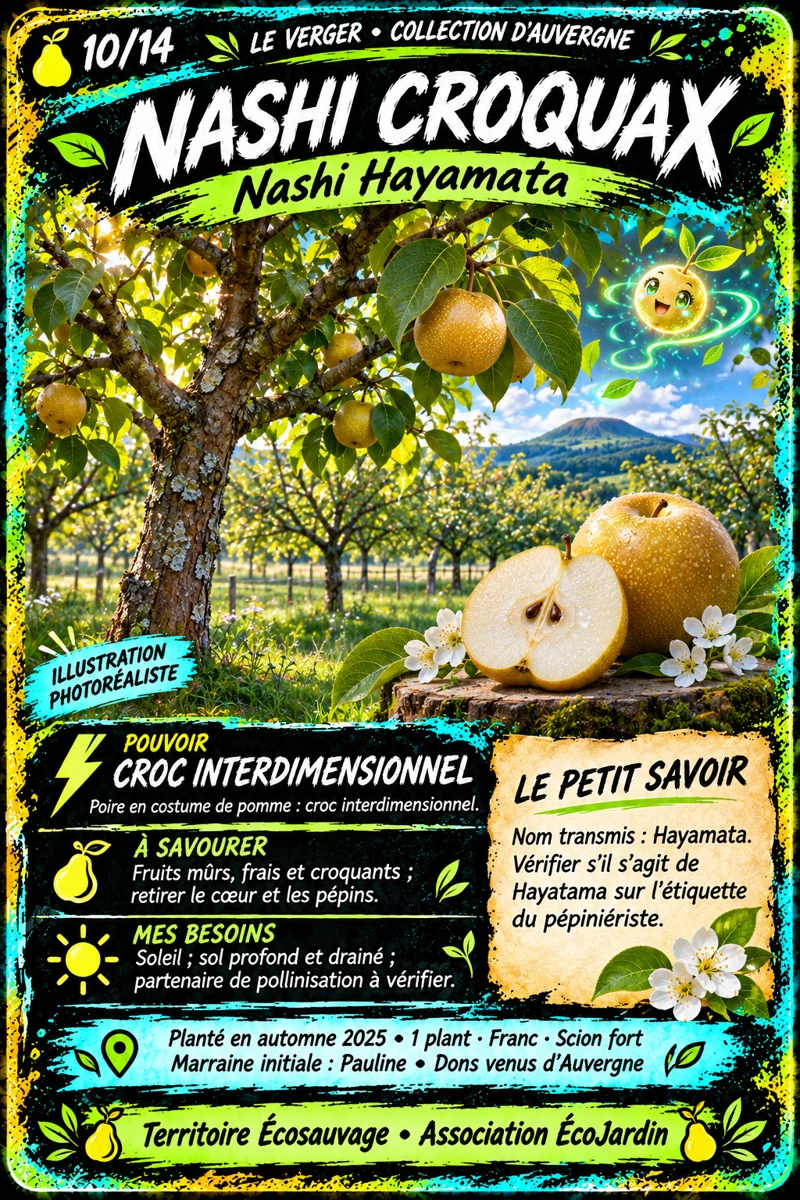 10/14
LE VERGER • COLLECTION D'AUVERGNE
NASHI CROQUAX
Nashi Hayamata
ILLUSTRATION
PHOTORÉALISTE
POUVOIR
CROC INTERDIMENSIONNEL
Poire en costume de pomme : croc interdimensionnel.
À SAVOURER
Fruits mûrs, frais et croquants ;
retirer le cœur et les pépins.
MES BESOINS
Soleil ; sol profond et drainé ;
partenaire de pollinisation à vérifier.
LE PETIT SAVOIR
Nom transmis : Hayamata.
Vérifier s'il s'agit de
Hayatama sur l'étiquette
du pépiniériste.
Planté en automne 2025 • 1 plant · Franc · Scion fort
Marraine initiale : Pauline • Dons venus d'Auvergne
Territoire Écosauvage • Association ÉcoJardin